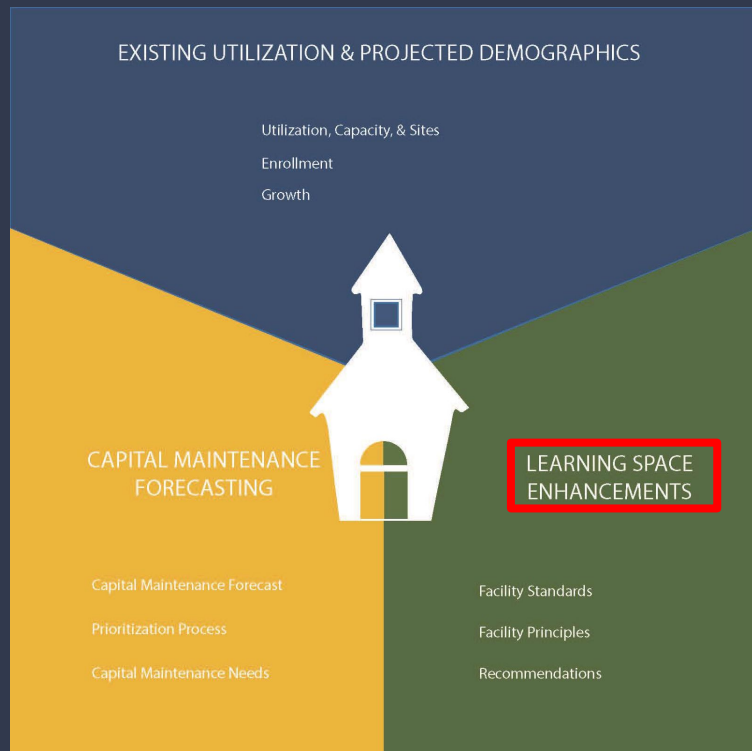 EXISTING UTILIZATION & PROJECTED DEMOGRAPHICS
Utilization, Capacity, & Sites
Enrollment
Growth
CAPITAL MAINTENANCE
FORECASTING
Capital Maintenance Forecast
Prioritization Process
Capital Maintenance Needs
LEARNING SPACE
ENHANCEMENTS
Facility Standards
Facility Principles
Recommendations